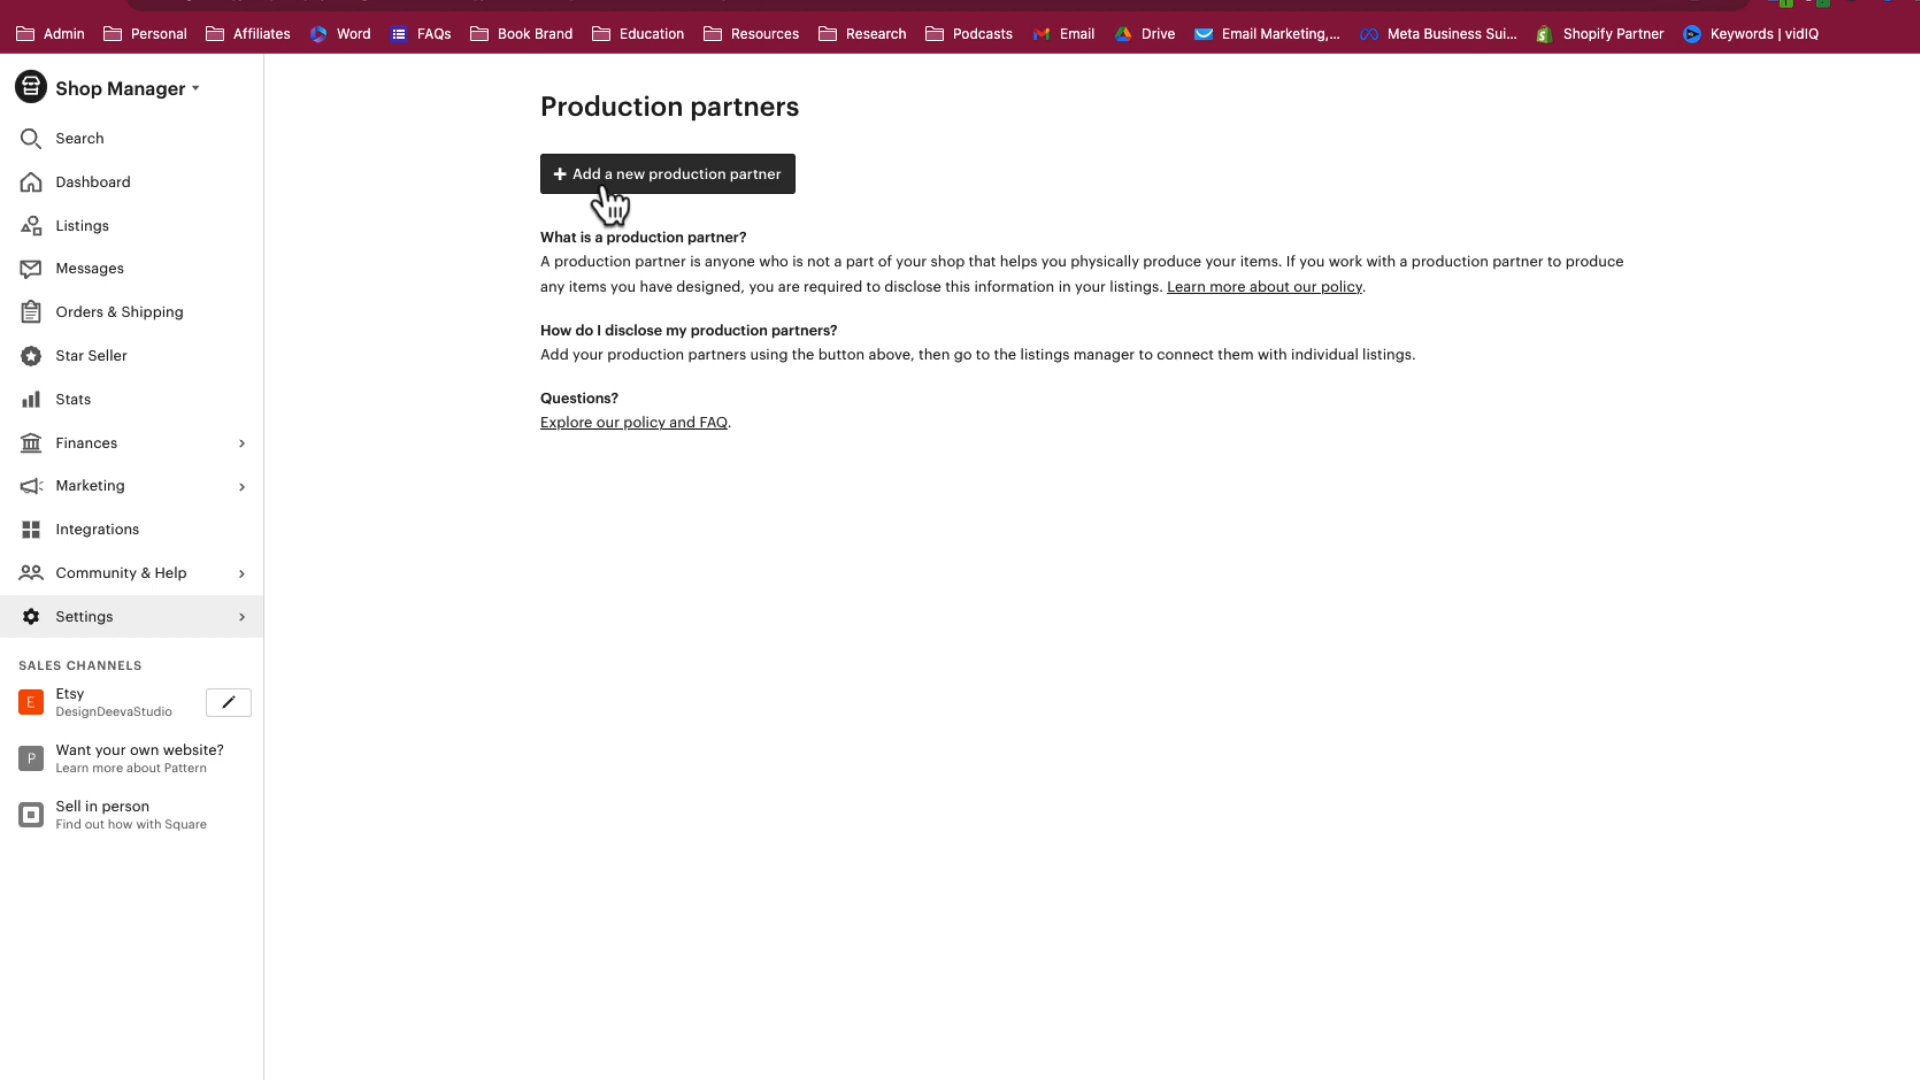 Admin Personal Affiliates Word FAQs Book Brand Education Resources Research Podcasts Email Drive Email Marketing,... Meta Business Sui... Shopify Partner Keywords | vidIQ
Shop Manager
Search
Dashboard
Listings
Messages
Orders & Shipping
Star Seller
Stats
Finances
Marketing
Integrations
Community & Help
Settings
SALES CHANNELS
E
Etsy
DesignDeevaStudio
P
Want your own website?
Learn more about Pattern
Sell in person
Find out how with Square
Production partners
+ Add a new production partner
What is a production partner?
A production partner is anyone who is not a part of your shop that helps you physically produce your items. If you work with a production partner to produce
any items you have designed, you are required to disclose this information in your listings. Learn more about our policy.
How do I disclose my production partners?
Add your production partners using the button above, then go to the listings manager to connect them with individual listings.
Questions?
Explore our policy and FAQ.